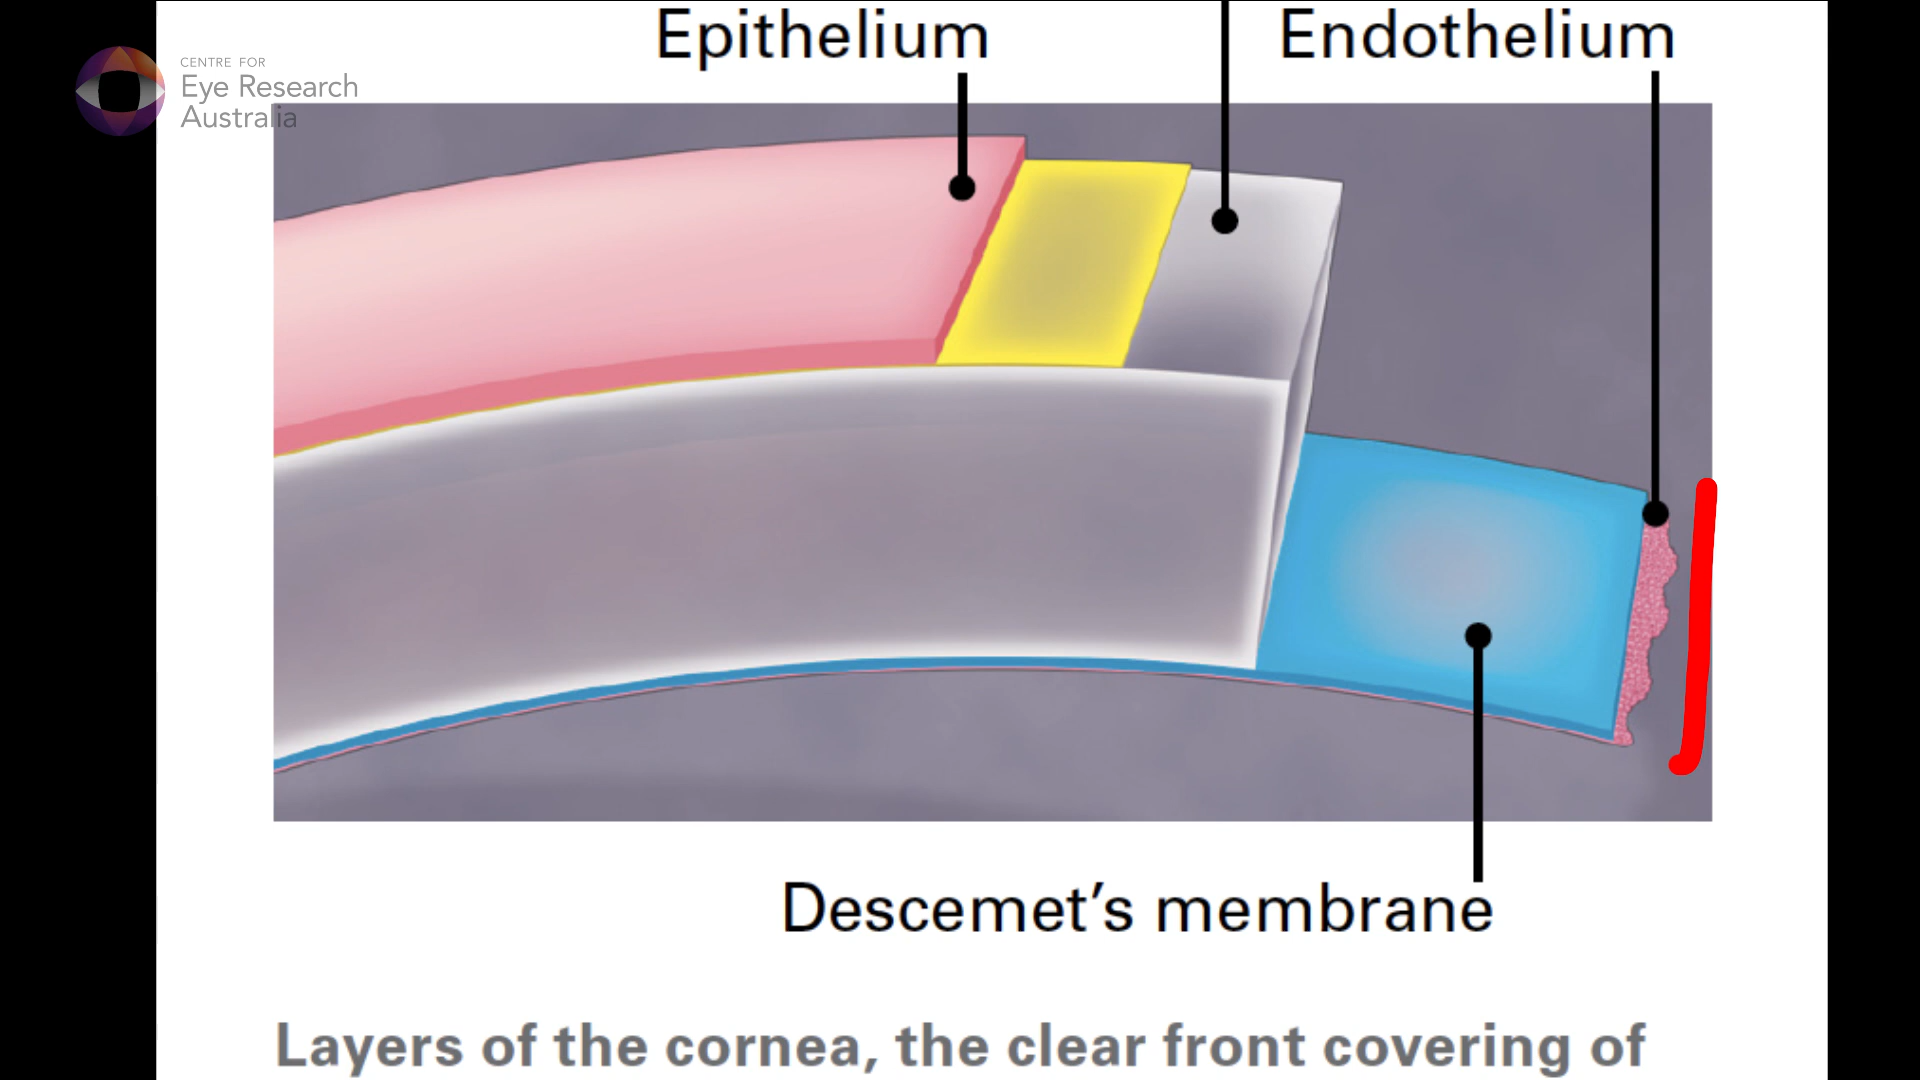 CENTRE FOR
Eye Research
Australia
Epithelium
Endothelium
Descemet's membrane
Layers of the cornea, the clear front covering of